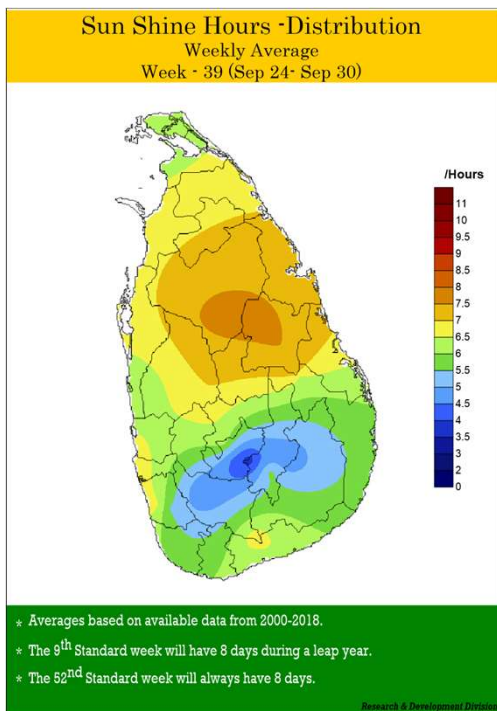 Sun Shine Hours -Distribution
Weekly Average
Week - 39 (Sep 24- Sep 30)
/Hours
11
10
9.5
9
8.5
8
7.5
7
6.5
6
5.5
5
4.5
4
3.5
3
2
0
* Averages based on available data from 2000-2018.
* The 9th Standard week will have 8 days during a leap year.
* The 52nd Standard week will always have 8 days.
Research & Development Division